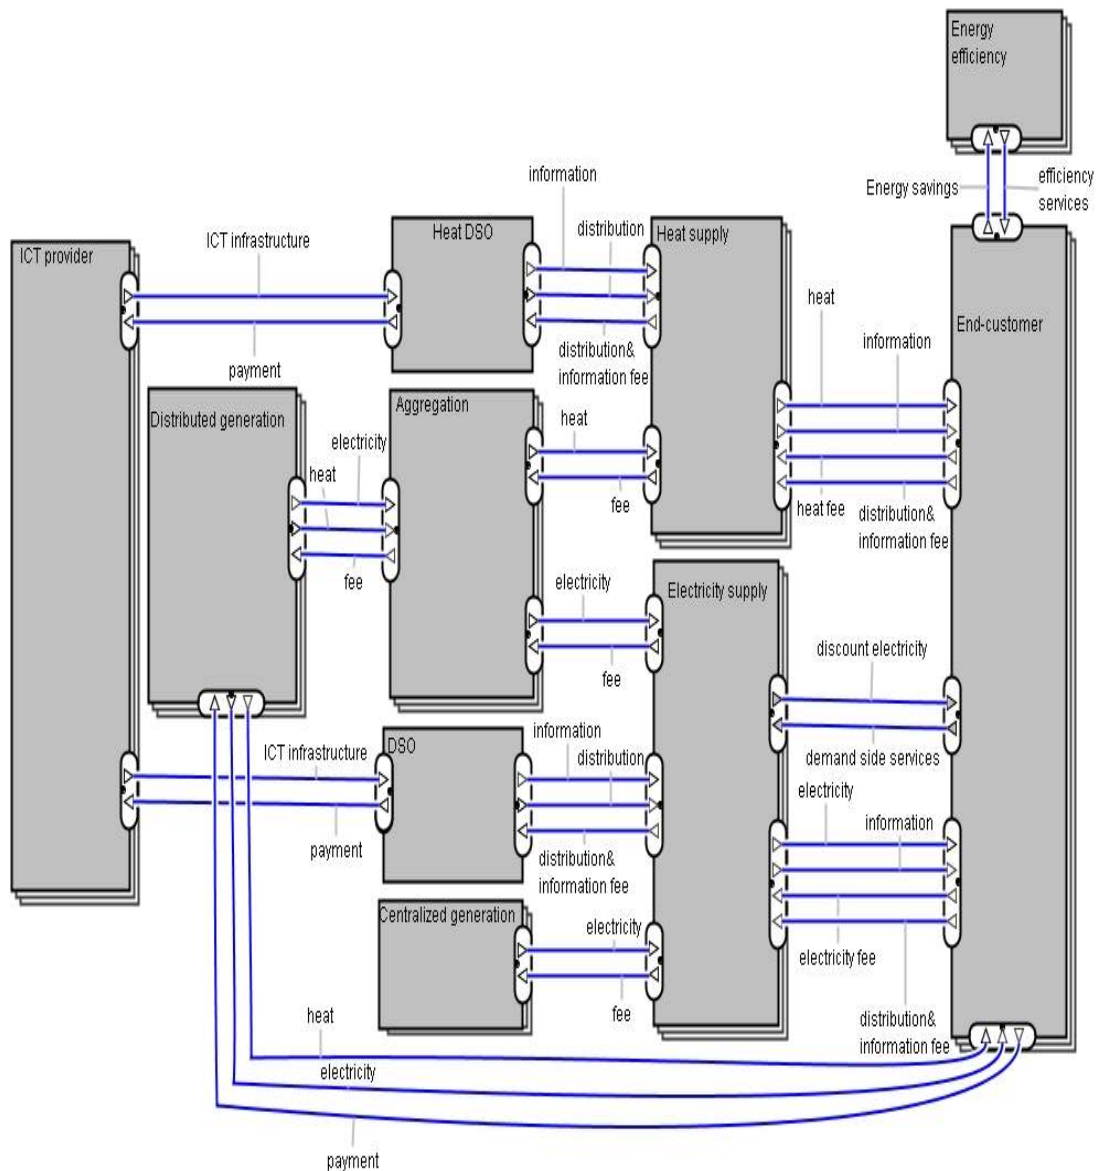 Energy
efficiency
Energy savings
efficiency
services
information
distribution
ICT infrastructure
Heat DSO
Heat supply
ICT provider
heat
End-customer
information
distribution&
information fee
payment
Distributed generation
Aggregation
electricity
heat
heat
fee
heat fee
distribution&
information fee
fee
electricity
Electricity supply
fee
discount electricity
ICT infrastructure
DSO
information
distribution
demand side services
electricity
information
payment
distribution&
information fee
Centralized generation
electricity
electricity fee
fee
heat
distribution&
information fee
electricity
payment